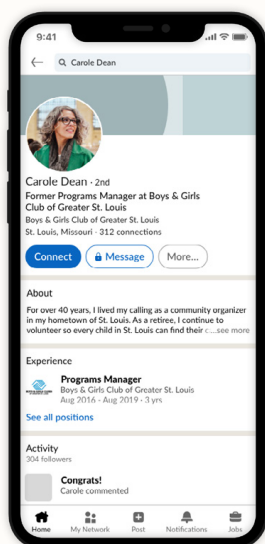 9:41
Carole Dean
Carole Dean · 2nd
Former Programs Manager at Boys & Girls
Club of Greater St. Louis
Boys & Girls Club of Greater St. Louis
St. Louis, Missouri · 312 connections
Connect Message More...
About
For over 40 years, I lived my calling as a community organizer
in my hometown of St. Louis. As a retiree, I continue to
volunteer so every child in St. Louis can find their c...see more
Experience
Programs Manager
Boys & Girls Club of Greater St. Louis
Aug 2016 - Aug 2019 · 3 yrs
See all positions
Activity
304 followers
Congrats!
Carole commented
Home My Network Post Notifications Jobs